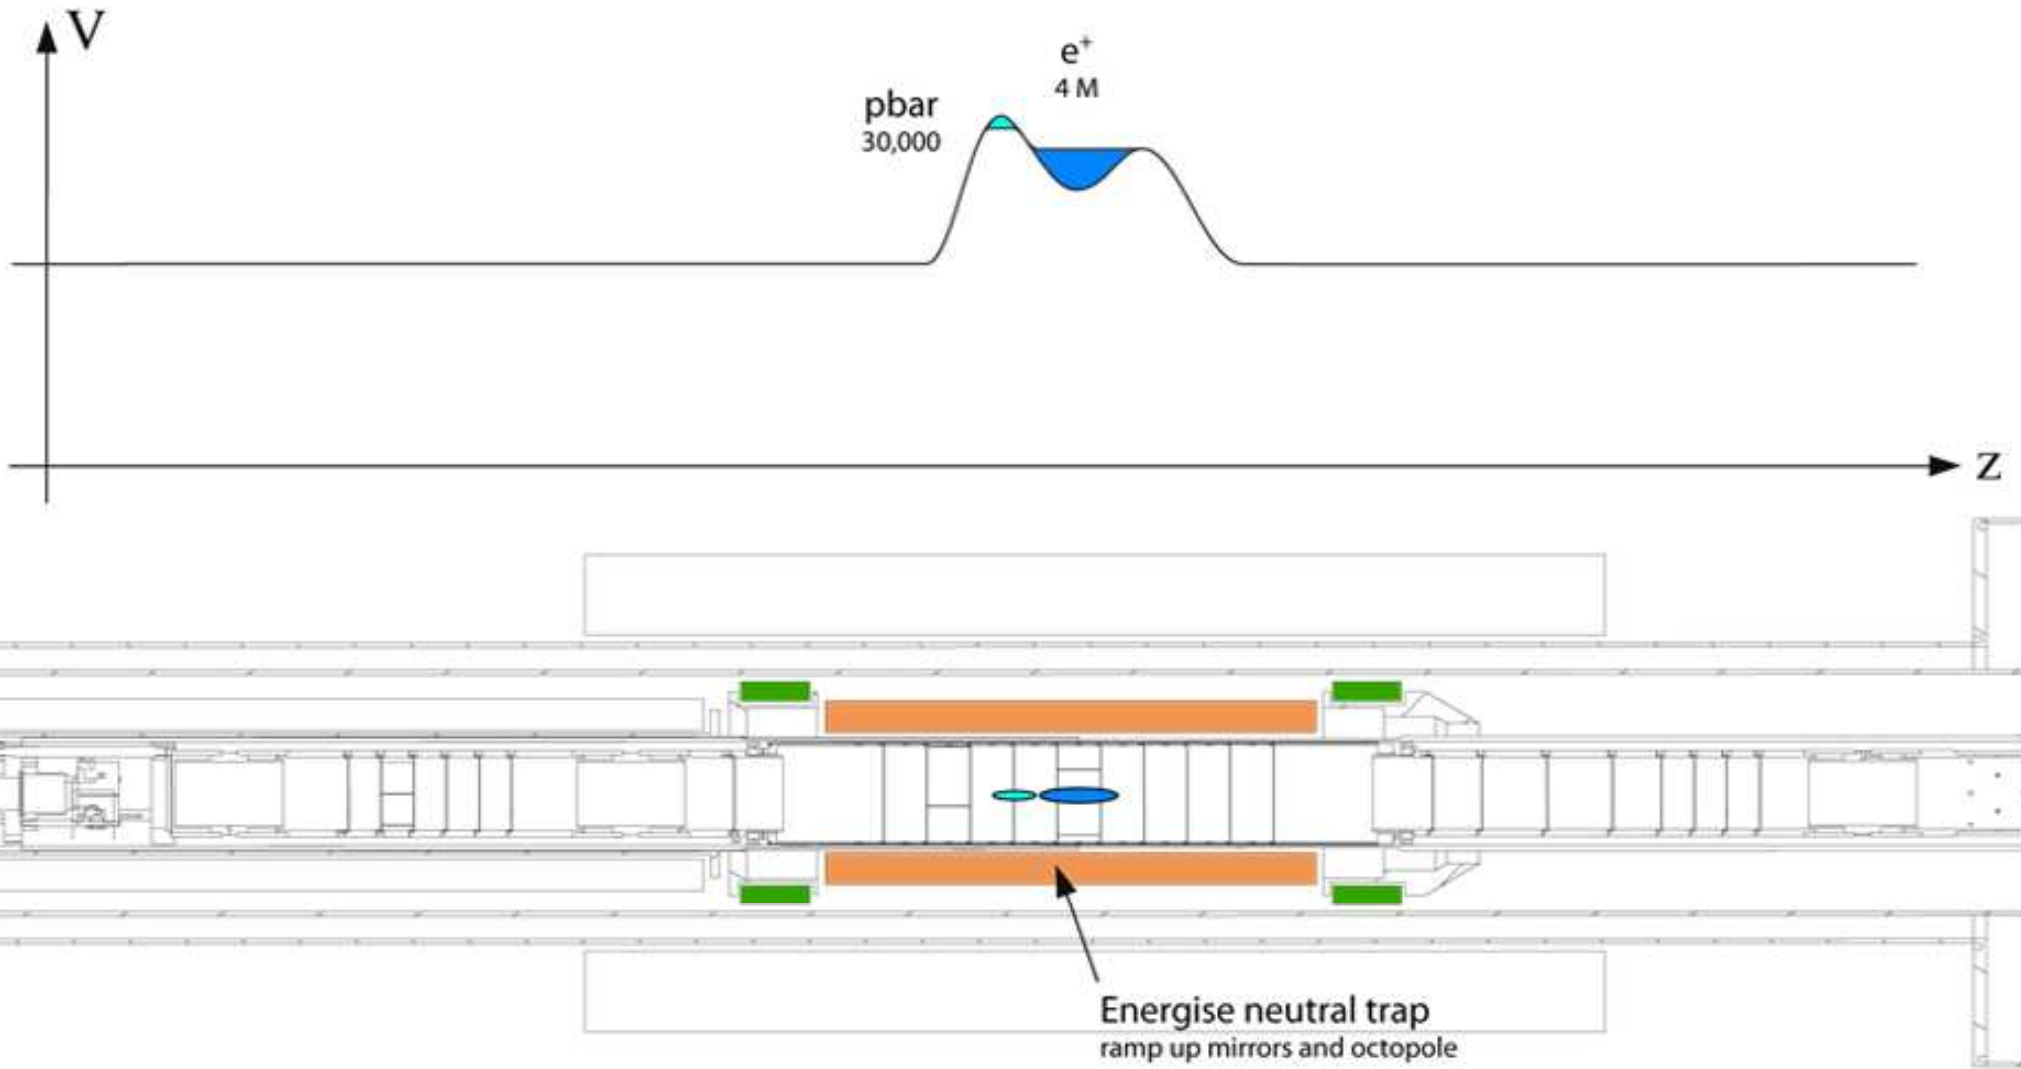 V
e+
4 M
pbar
30,000
z
Energise neutral trap
ramp up mirrors and octopole